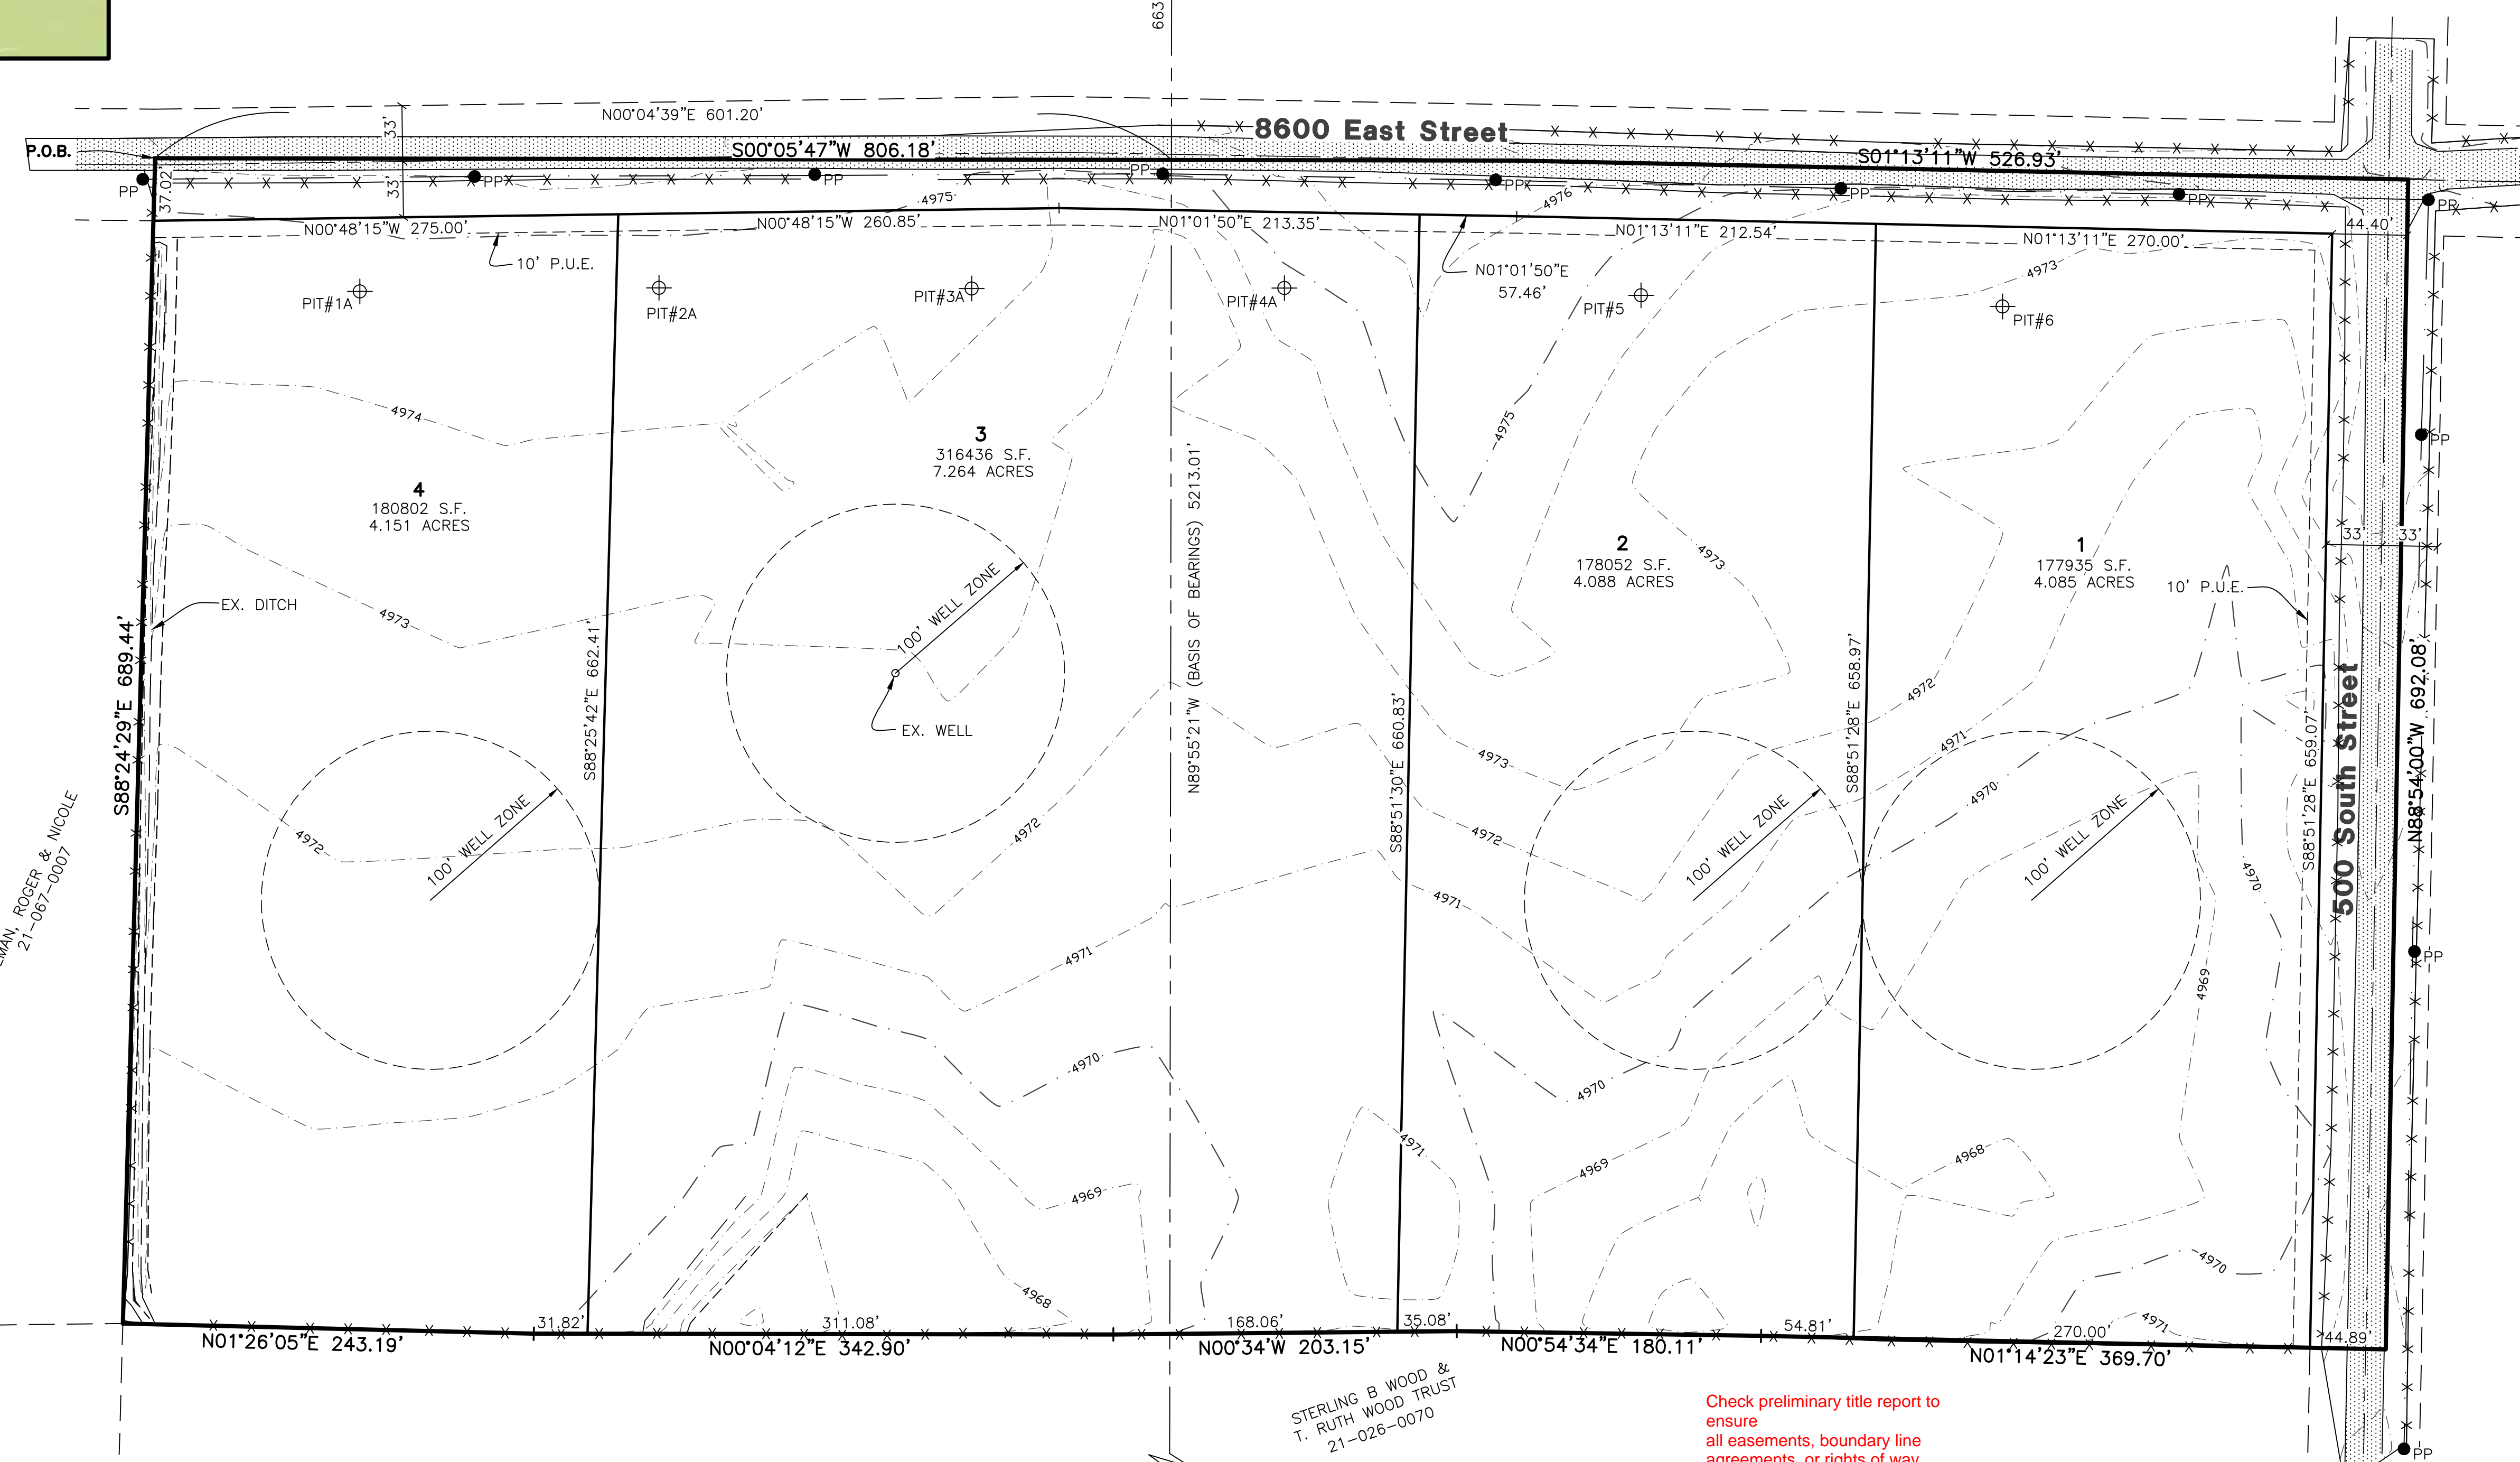 663
N00°04'39"E 601.20'
33'
33'
8600 East Street
P.O.B.
S00°05'47"W 806.18'
S01°13'11"W 526.93'
PP
PP
PP
PP
PP
PP
PP
PP
37.02'
4975
4976
N00°48'15"W 275.00'
N00°48'15"W 260.85'
N01°01'50"E 213.35'
N01°13'11"E 212.54'
N01°13'11"E 270.00'
44.40'
10' P.U.E.
N01°01'50"E
57.46'
4973
PIT#1A
PIT#2A
PIT#3A
PIT#4A
PIT#5
PIT#6
4974
4975
3
316436 S.F.
7.264 ACRES
PP
4
180802 S.F.
4.151 ACRES
N89°55'21"W (BASIS OF BEARINGS) 5213.01'
2
178052 S.F.
4.088 ACRES
4973
1
177935 S.F.
4.085 ACRES
33'
33'
10' P.U.E.
EX. DITCH
4973
100' WELL ZONE
EX. WELL
S88°24'29"E 689.44'
S88°25'42"E 662.41'
S88°51'30"E 660.83'
S88°51'28"E 658.97'
S88°51'28"E 659.07'
500 South Street
N88°54'00"W 692.08'
4972
4971
4973
4970
4972
4972
4972
100' WELL ZONE
100' WELL ZONE
100' WELL ZONE
4970
4971
ROGER & NICOLE
21-067-0007
4971
PP
4969
4970
4970
4971
4969
4969
4968
4968
4970
4971
31.82'
311.08'
168.06'
35.08'
54.81'
270.00'
44.89'
N01°26'05"E 243.19'
N00°04'12"E 342.90'
N00°34'W 203.15'
N00°54'34"E 180.11'
N01°14'23"E 369.70'
STERLING B WOOD &
T. RUTH WOOD TRUST
21-026-0070
Check preliminary title report to
ensure
all easements, boundary line
agreements, or rights of way
PP